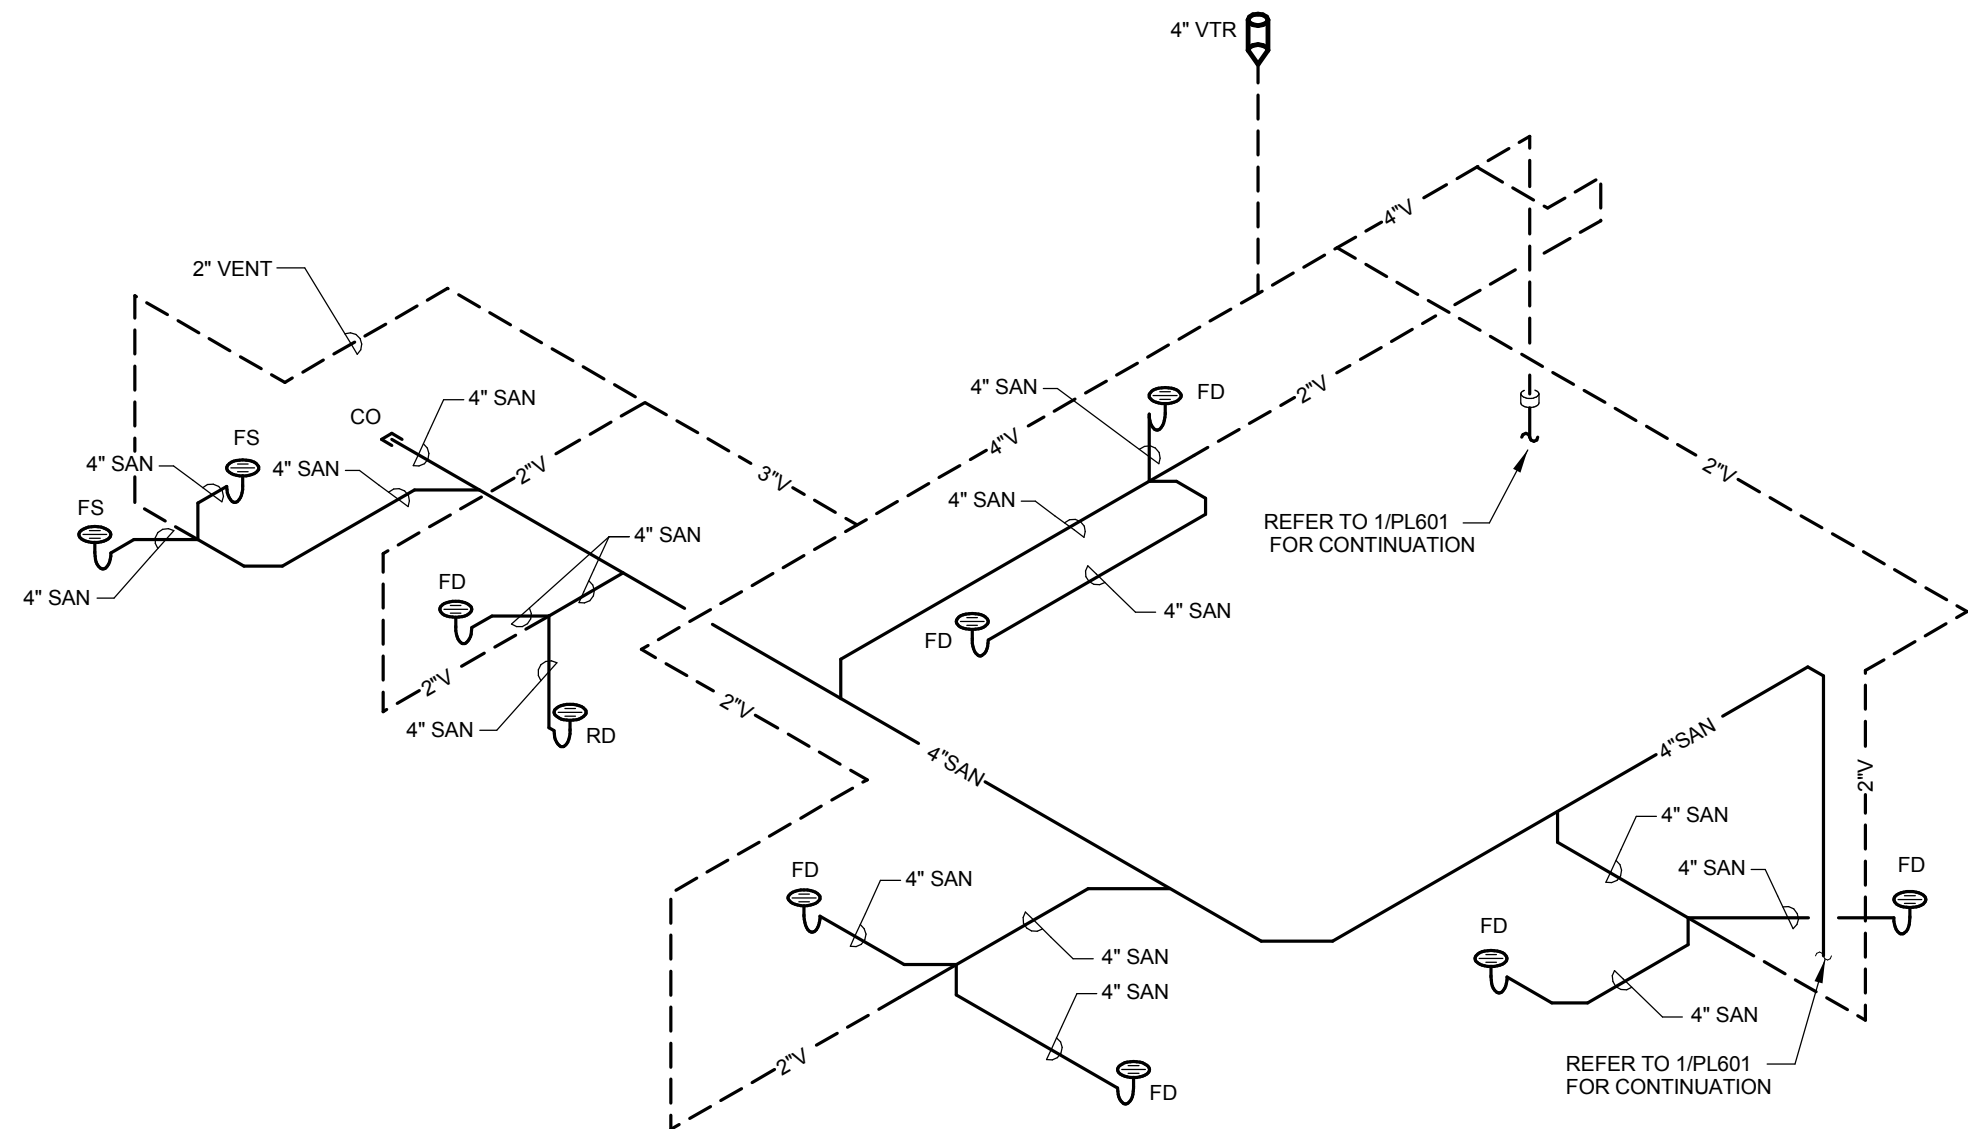 4" VTR
4"V
2" VENT
4" SAN
CO
4" SAN
FD
2"V
FS
4"V
4" SAN
4" SAN
2"V
3"V
2"V
FS
4" SAN
REFER TO 1/PL601
FOR CONTINUATION
4" SAN
FD
4" SAN
4" SAN
FD
2"V
4" SAN
RD
2"V
4"SAN
4"SAN
2"V
4" SAN
FD
4" SAN
4" SAN
FD
FD
4" SAN
4" SAN
4" SAN
2"V
REFER TO 1/PL601
FOR CONTINUATION
FD